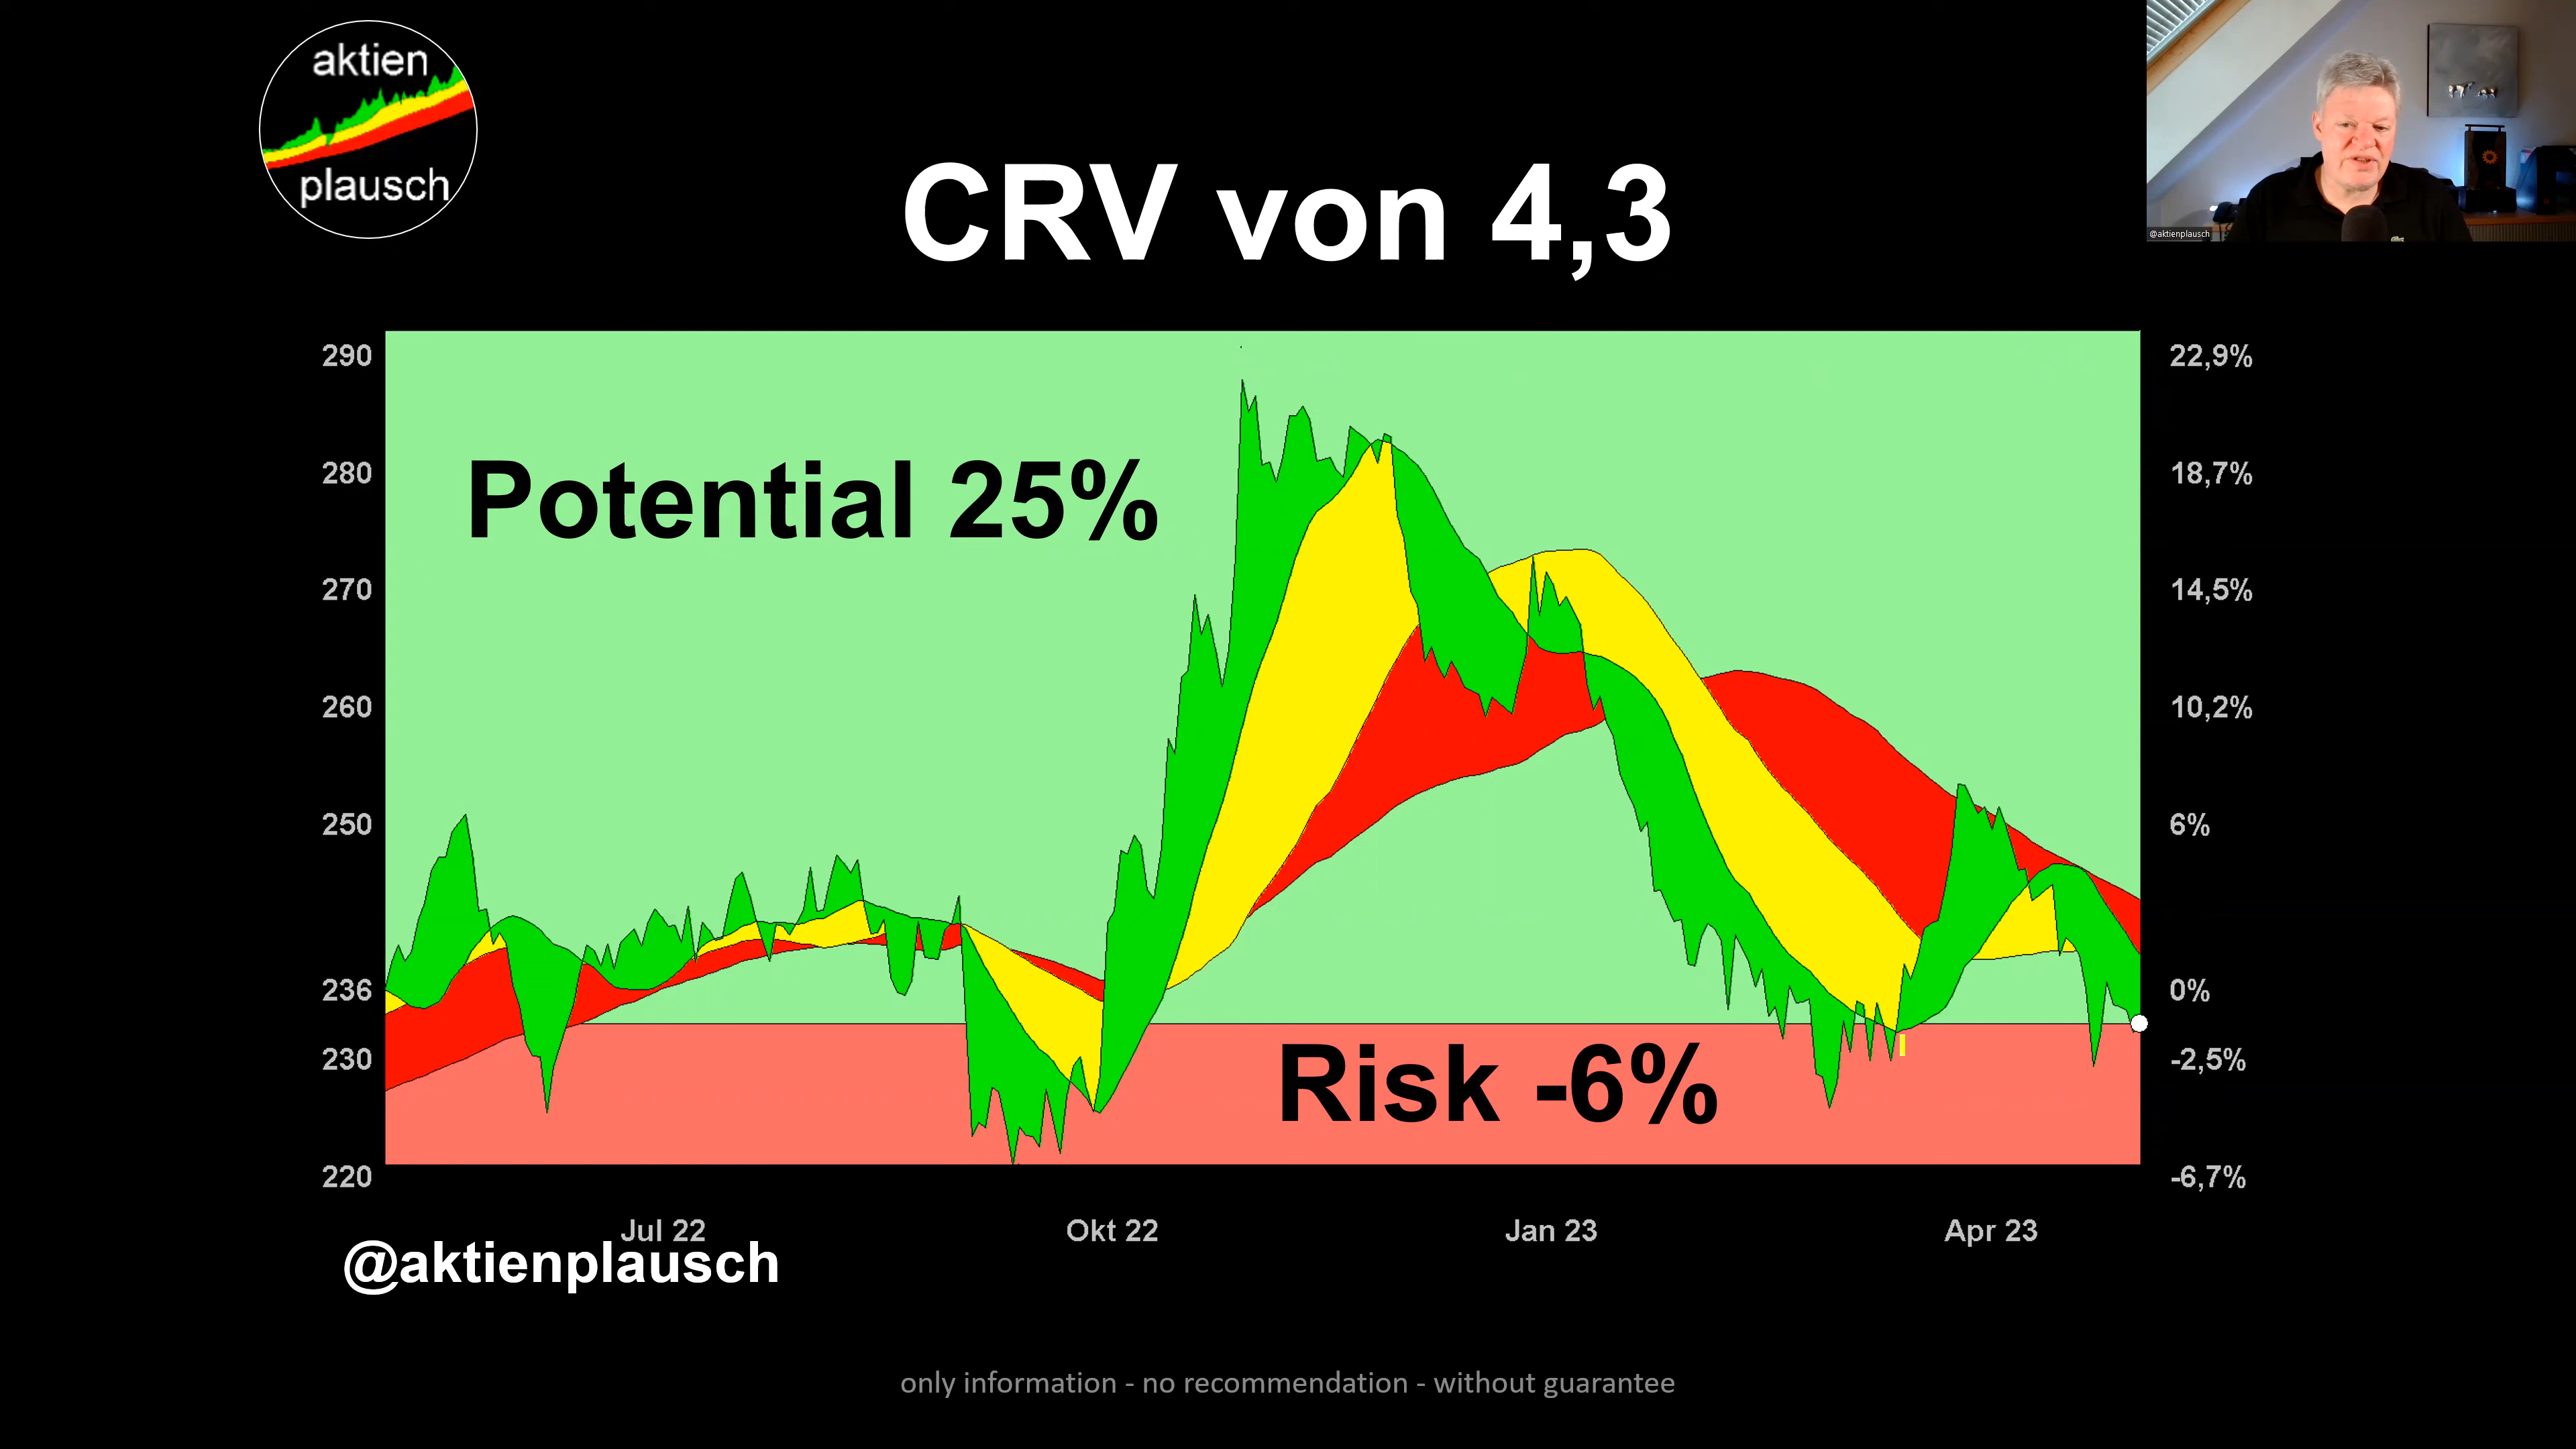 aktien
plausch
@aktienplausch
CRV von 4,3
290
22,9%
280
18,7%
Potential 25%
270
14,5%
260
10,2%
250
6%
236
0%
230
-2,5%
Risk -6%
220
-6,7%
Jul 22
Okt 22
Jan 23
Apr 23
@aktienplausch
only information - no recommendation - without guarantee